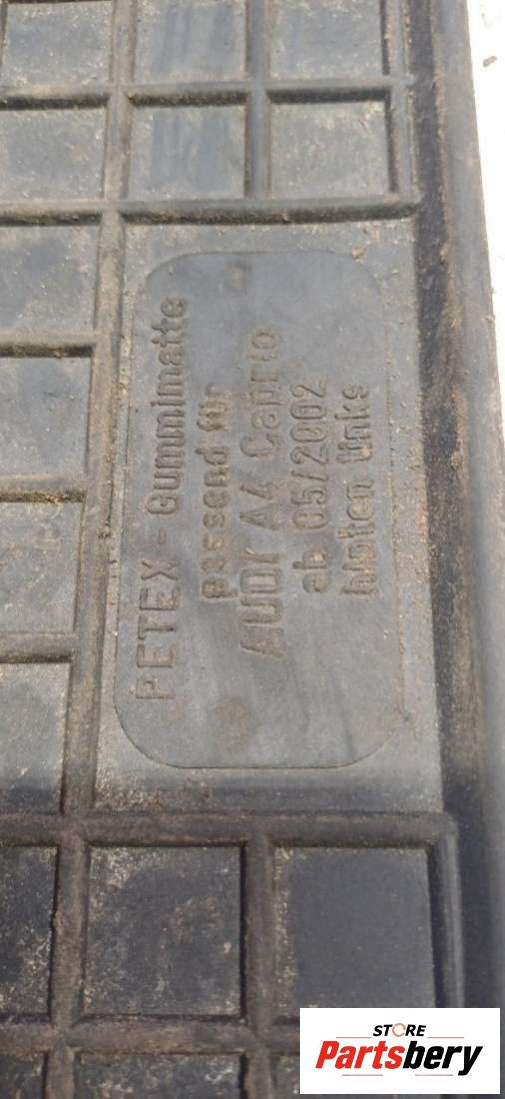 PETEX - Gummimatte
passend für
AUDI A4 Cabrio
ab 05/2002
hinten links
STORE
Partsbery